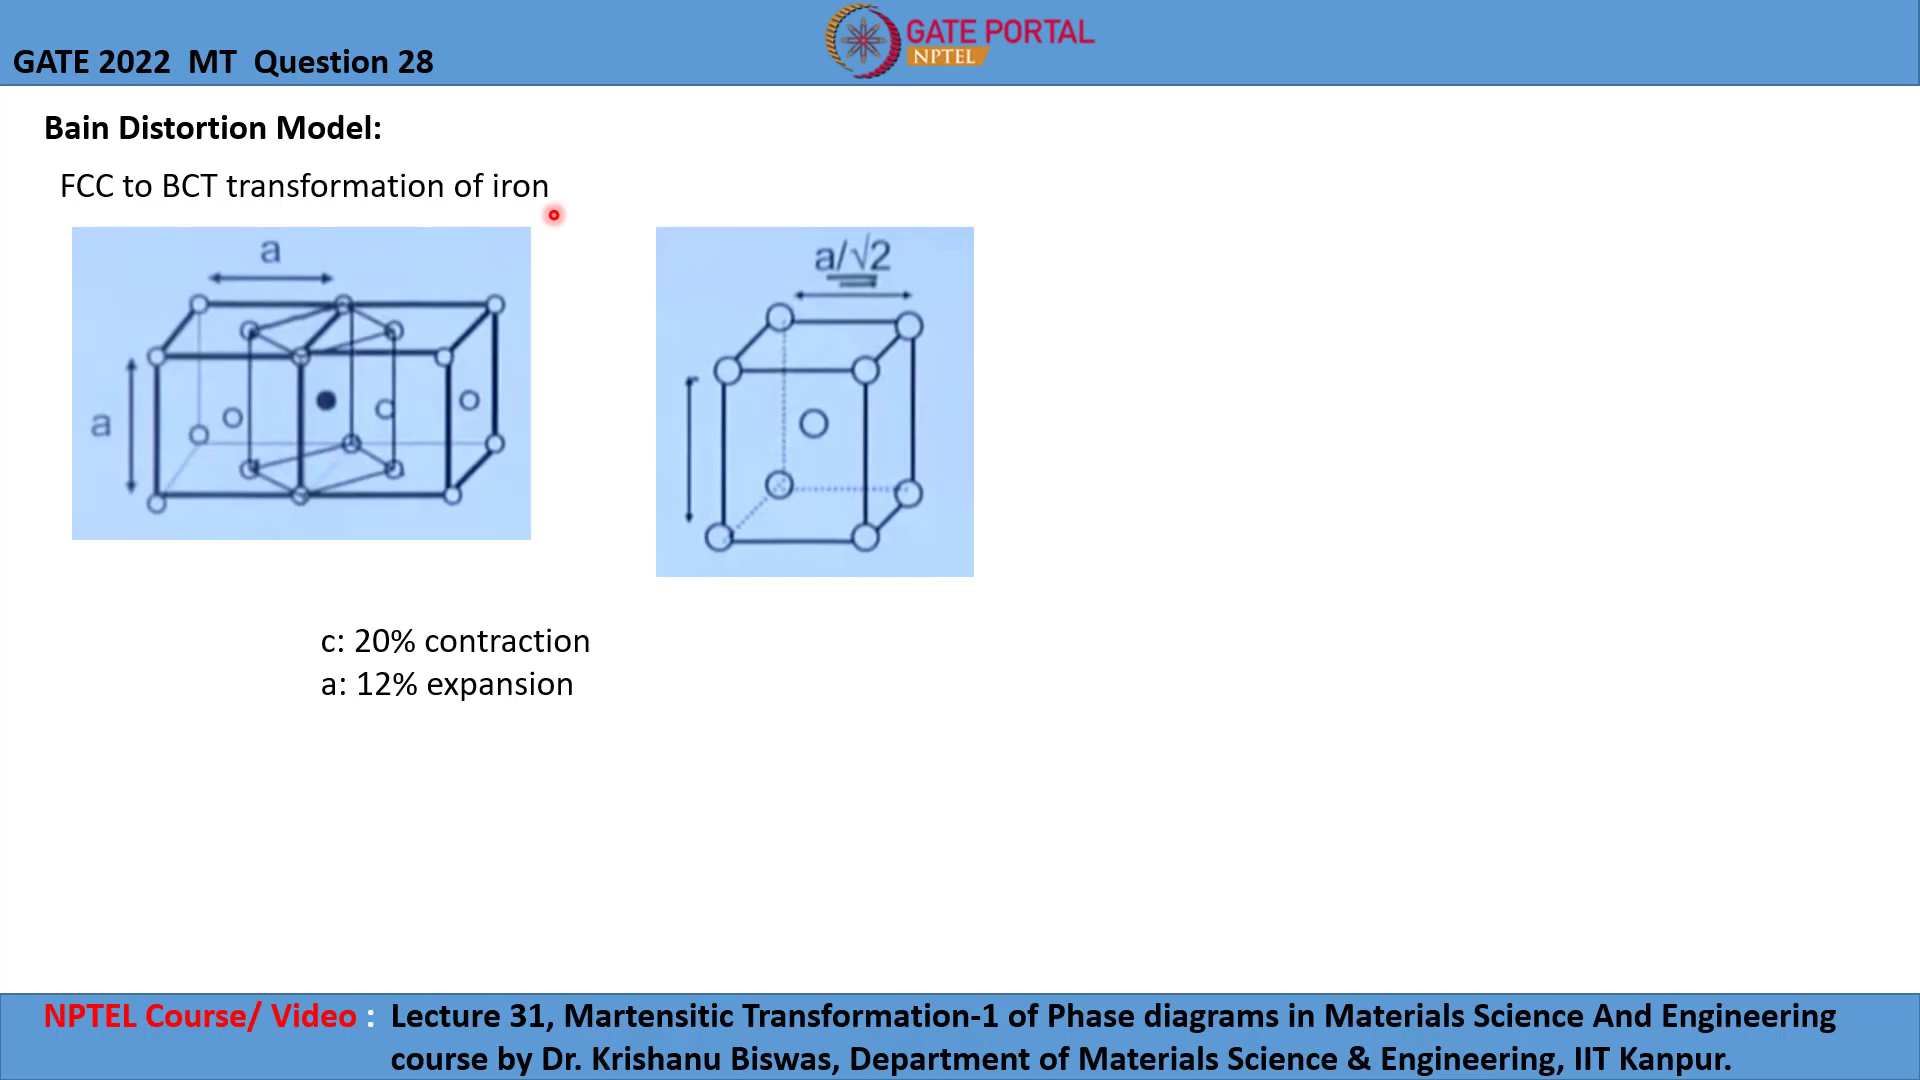 GATE PORTAL
NPTEL
GATE 2022 MT Question 28
Bain Distortion Model:
FCC to BCT transformation of iron
a
a
a/√2
c: 20% contraction
a: 12% expansion
NPTEL Course/ Video : Lecture 31, Martensitic Transformation-1 of Phase diagrams in Materials Science And Engineering
course by Dr. Krishanu Biswas, Department of Materials Science & Engineering, IIT Kanpur.